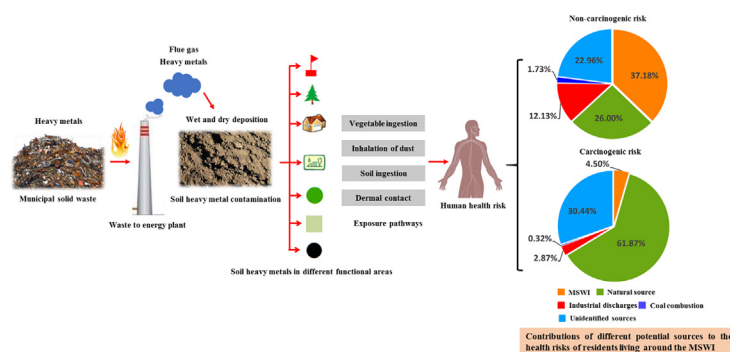 Flue gas
Heavy metals
Heavy metals
Wet and dry deposition
Municipal solid waste
Waste to energy plant
Soil heavy metal contamination
Vegetable ingestion
Inhalation of dust
Soil ingestion
Dermal contact
Exposure pathways
Soil heavy metals in different functional areas
Human health risk
Non-carcinogenic risk
22.96%
1.73%
37.18%
12.13%
26.00%
Carcinogenic risk
4.50%
30.44%
0.32%
61.87%
2.87%
MSWI
Natural source
Industrial discharges
Coal combustion
Unidentified sources
Contributions of different potential sources to the
health risks of residents living around the MSWI